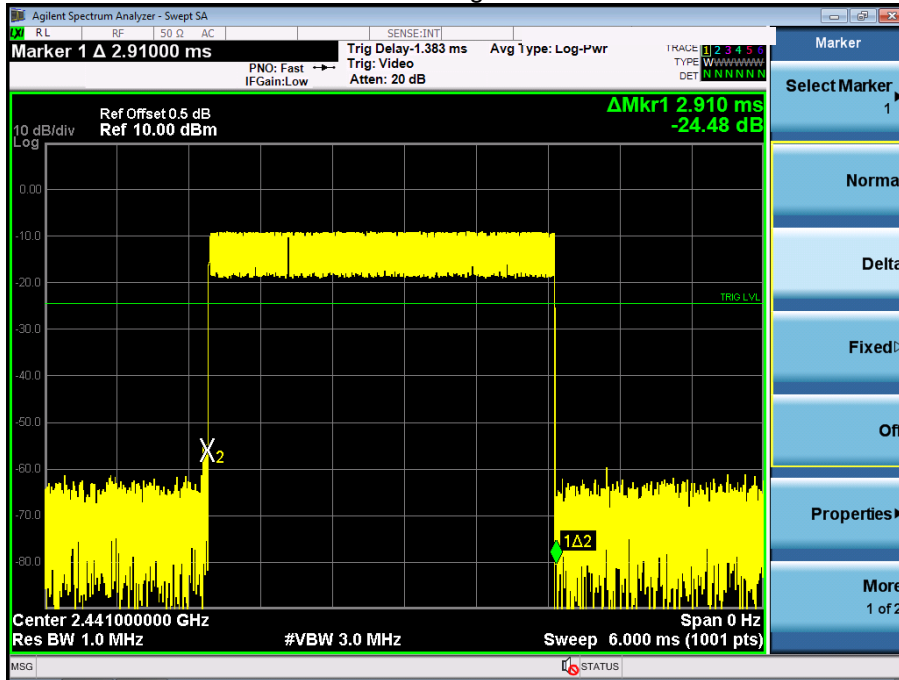 Agilent Spectrum Analyzer - Swept SA
LXI RL RF 50 Ω AC SENSE:INT
Marker 1 Δ 2.91000 ms
PNO: Fast
IFGain:Low
Trig Delay-1.383 ms
Trig: Video
Atten: 20 dB
Avg Type: Log-Pwr
TRACE 1 2 3 4 5 6
TYPE WWWWWW
DET N N N N N N
Marker
Select Marker
1
ΔMkr1 2.910 ms
-24.48 dB
Ref Offset 0.5 dB
10 dB/div Ref 10.00 dBm
Log
0.00
-10.0
-20.0
-30.0
-40.0
-50.0
-60.0
-70.0
-80.0
TRIG LVL
X2
1Δ2
Norma
Delta
Fixed
Off
Properties
More
1 of 2
Center 2.441000000 GHz
Span 0 Hz
Res BW 1.0 MHz
#VBW 3.0 MHz
Sweep 6.000 ms (1001 pts)
MSG
STATUS